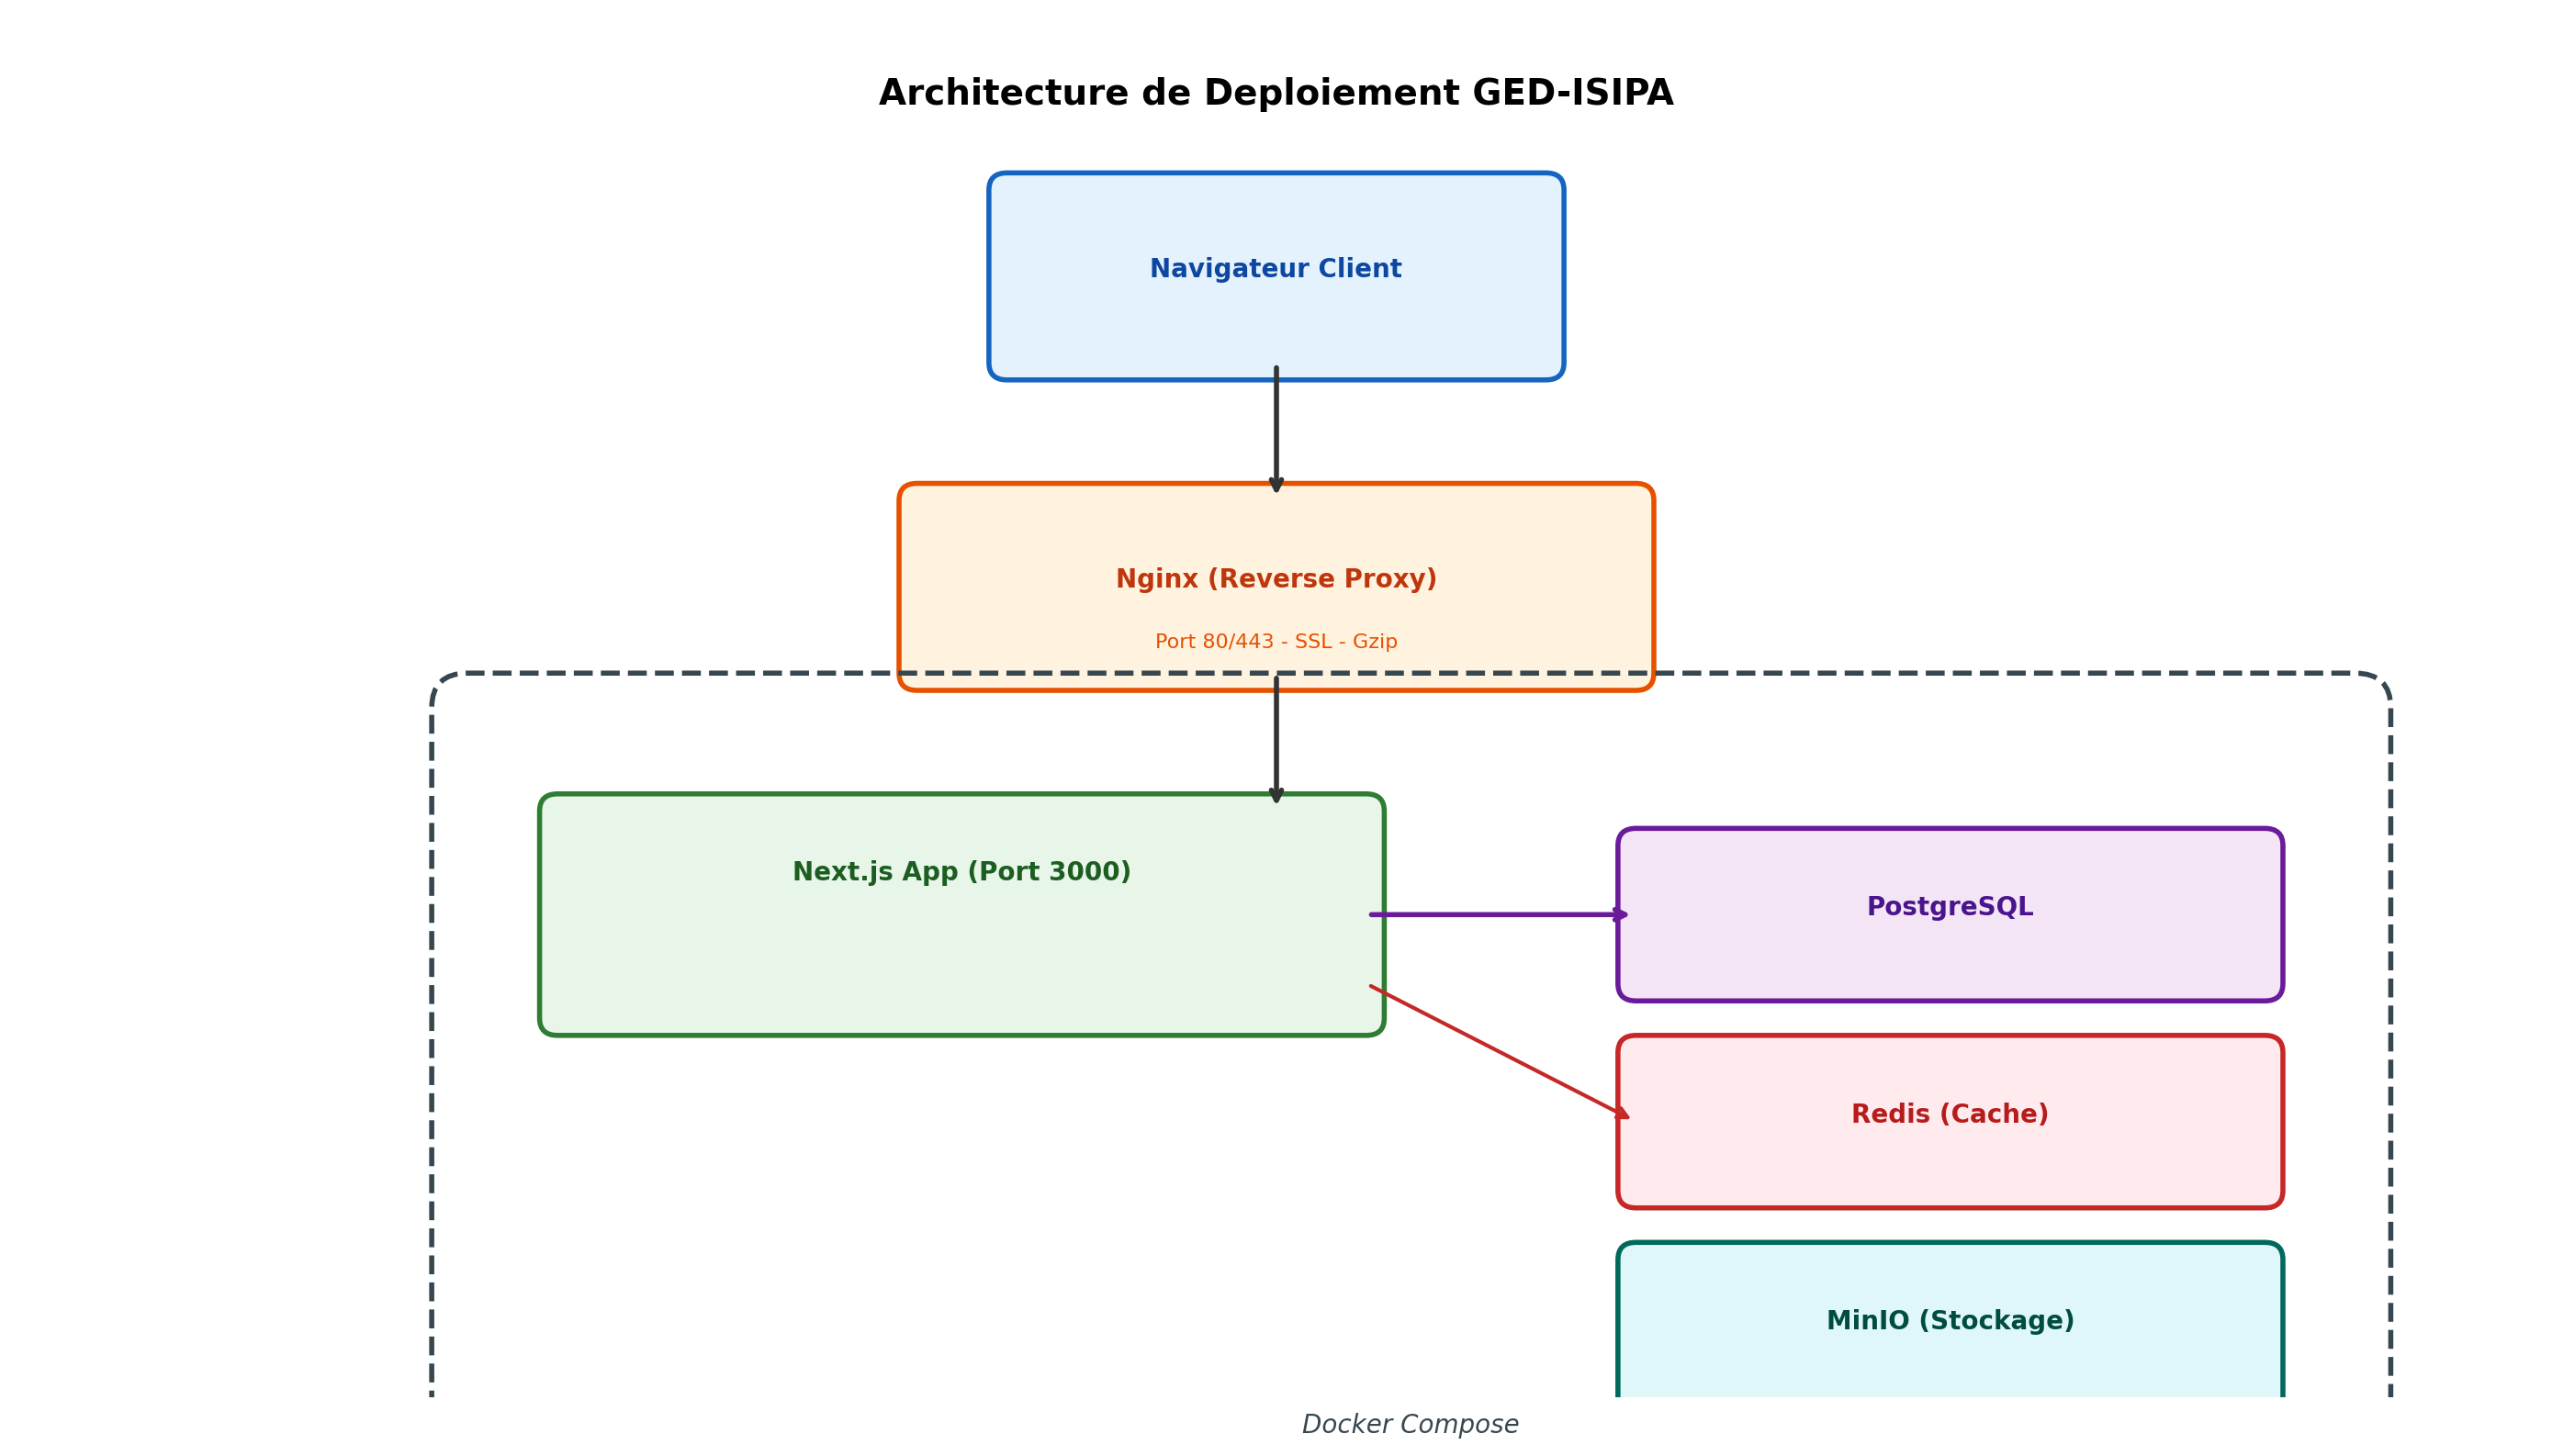 Architecture de Deploiement GED-ISIPA
Navigateur Client
Nginx (Reverse Proxy)
Port 80/443 - SSL - Gzip
Next.js App (Port 3000)
PostgreSQL
Redis (Cache)
MinIO (Stockage)
Docker Compose